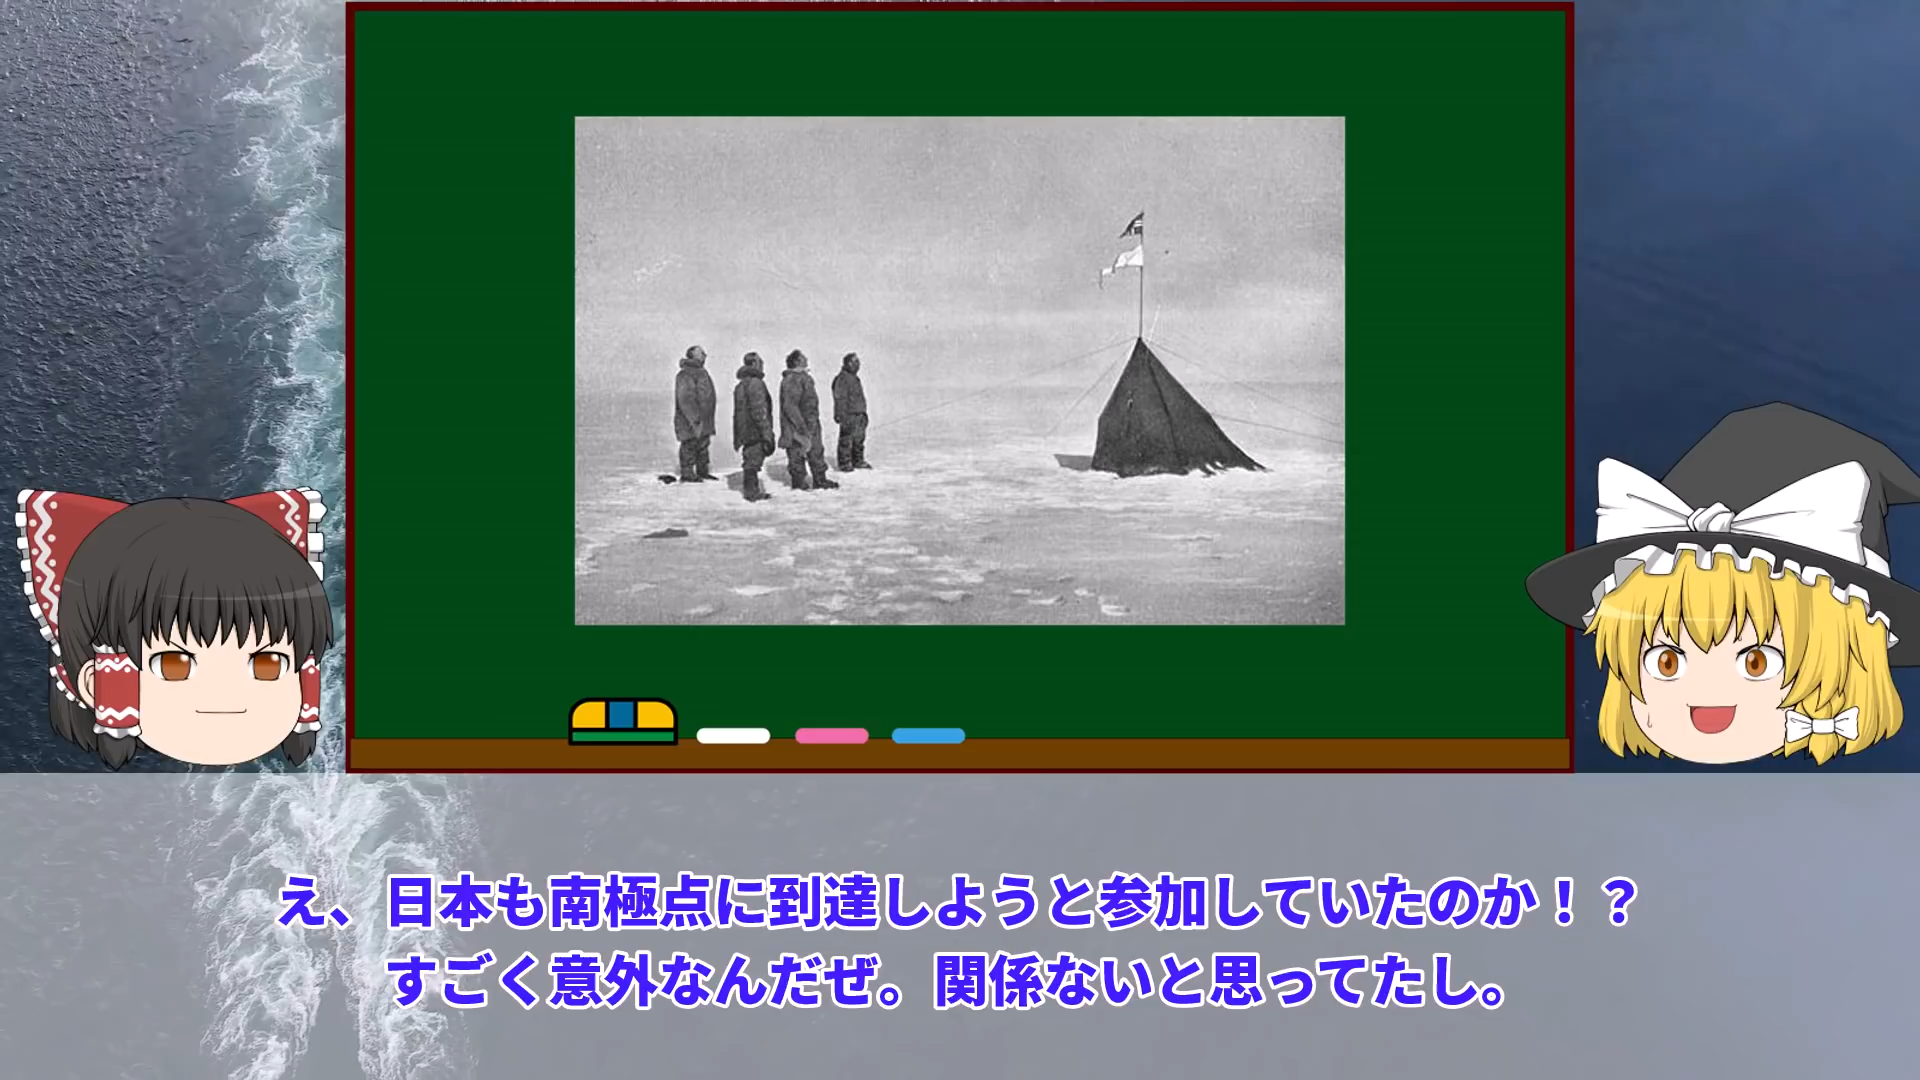 え、日本も南極点に到達しようと参加していたのか！？
すごく意外なんだぜ。関係ないと思ってたし。